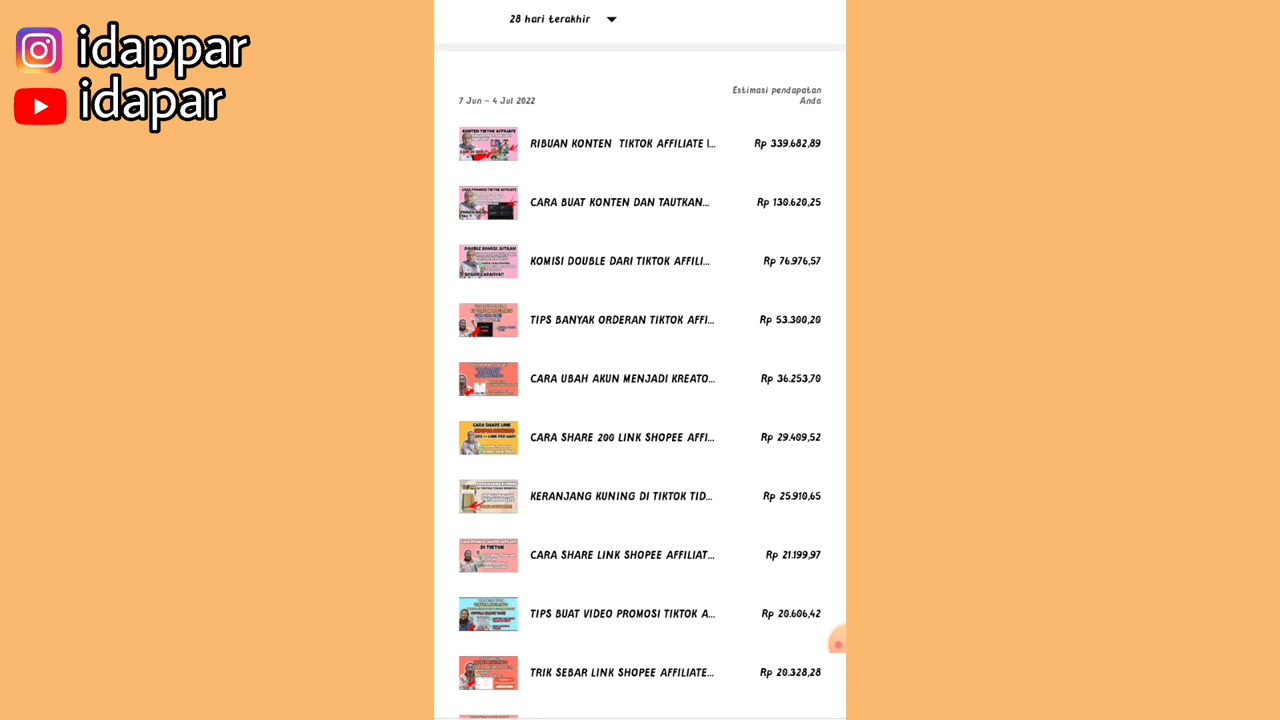 idappar
idapar
28 hari terakhir
Estimasi pendapatan
7 Jun – 4 Jul 2022 Anda
RIBUAN KONTEN TIKTOK AFFILIATE |... Rp 339.682,89
CARA BUAT KONTEN DAN TAUTKAN... Rp 130.620,25
KOMISI DOUBLE DARI TIKTOK AFFILI... Rp 76.976,57
TIPS BANYAK ORDERAN TIKTOK AFFI... Rp 53.300,20
CARA UBAH AKUN MENJADI KREATO... Rp 36.253,70
CARA SHARE 200 LINK SHOPEE AFFI... Rp 29.409,52
KERANJANG KUNING DI TIKTOK TID... Rp 25.910,65
CARA SHARE LINK SHOPEE AFFILIAT... Rp 21.199,97
TIPS BUAT VIDEO PROMOSI TIKTOK A... Rp 20.606,42
TRIK SEBAR LINK SHOPEE AFFILIATE... Rp 20.328,28